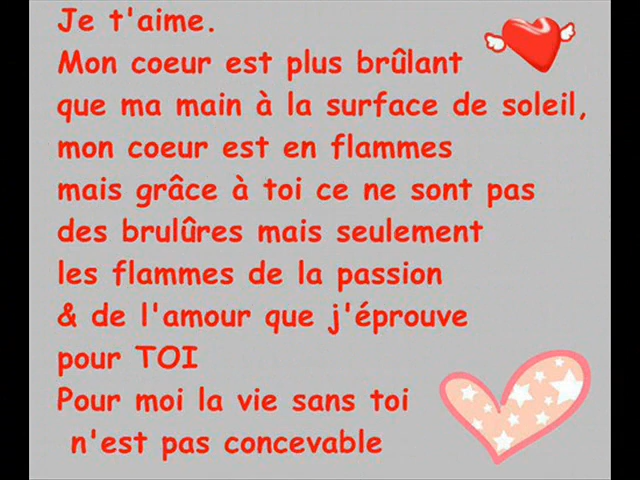 Je t'aime.
Mon coeur est plus brûlant
que ma main à la surface de soleil,
mon coeur est en flammes
mais grâce à toi ce ne sont pas
des brulûres mais seulement
les flammes de la passion
& de l'amour que j'éprouve
pour TOI
Pour moi la vie sans toi
n'est pas concevable